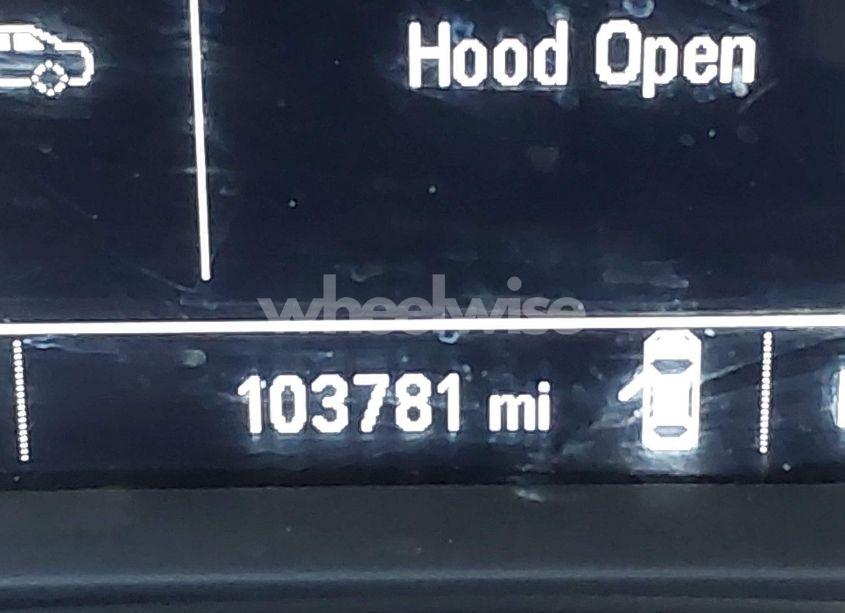 Hood Open
wheelwise
103781 mi